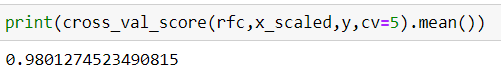 print(cross_val_score(rfc,x_scaled,y,cv=5).mean())
0.9801274523490815